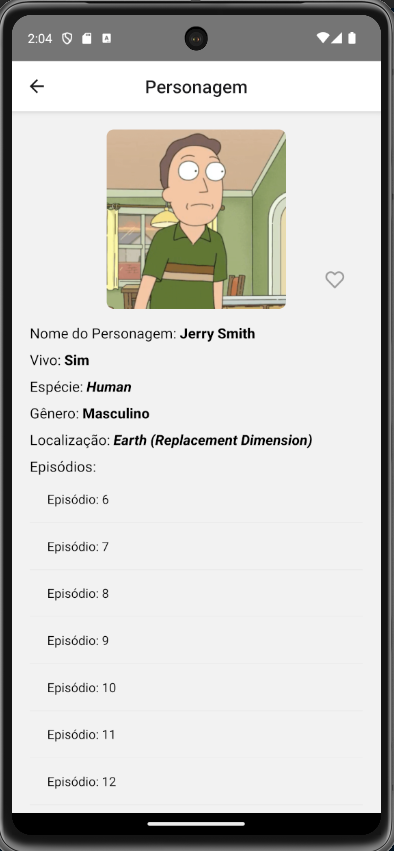 2:04
Personagem
Nome do Personagem: Jerry Smith
Vivo: Sim
Espécie: Human
Gênero: Masculino
Localização: Earth (Replacement Dimension)
Episódios:
Episódio: 6
Episódio: 7
Episódio: 8
Episódio: 9
Episódio: 10
Episódio: 11
Episódio: 12